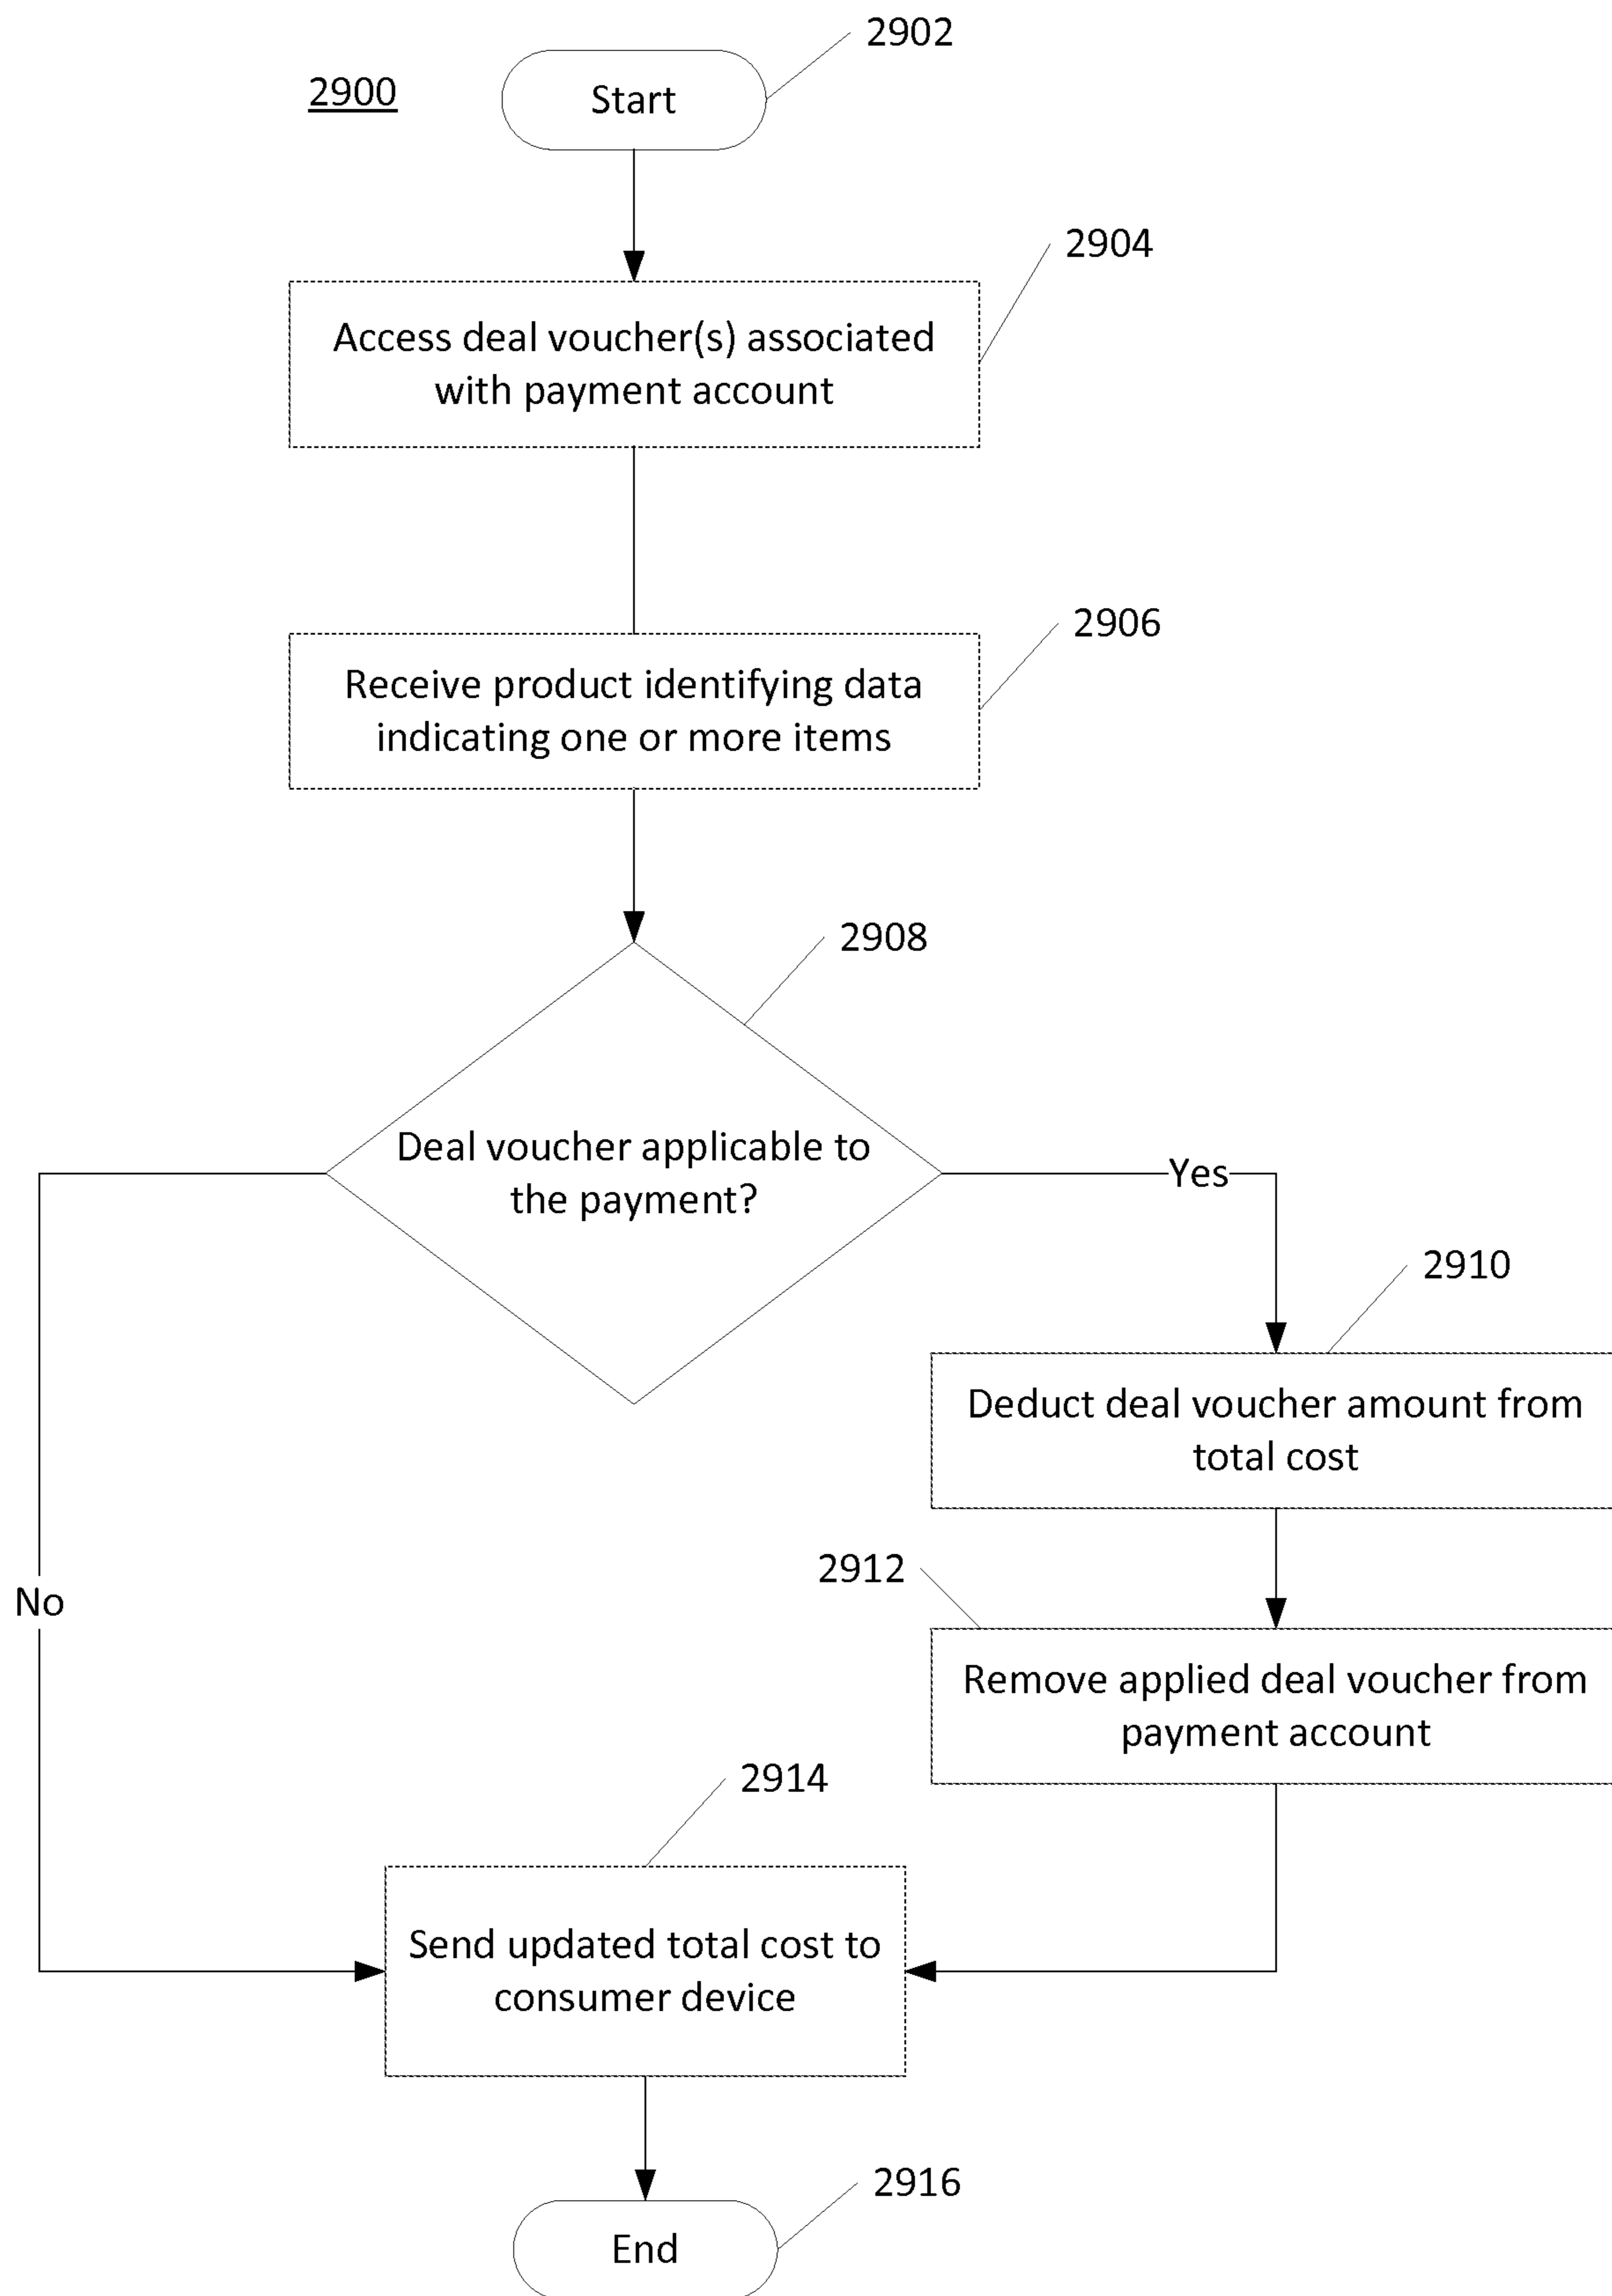 2902
2900
Start
2904
Access deal voucher(s) associated
with payment account
2906
Receive product identifying data
indicating one or more items
2908
Deal voucher applicable to
the payment?
Yes
2910
Deduct deal voucher amount from
total cost
2912
No
Remove applied deal voucher from
payment account
2914
Send updated total cost to
consumer device
2916
End